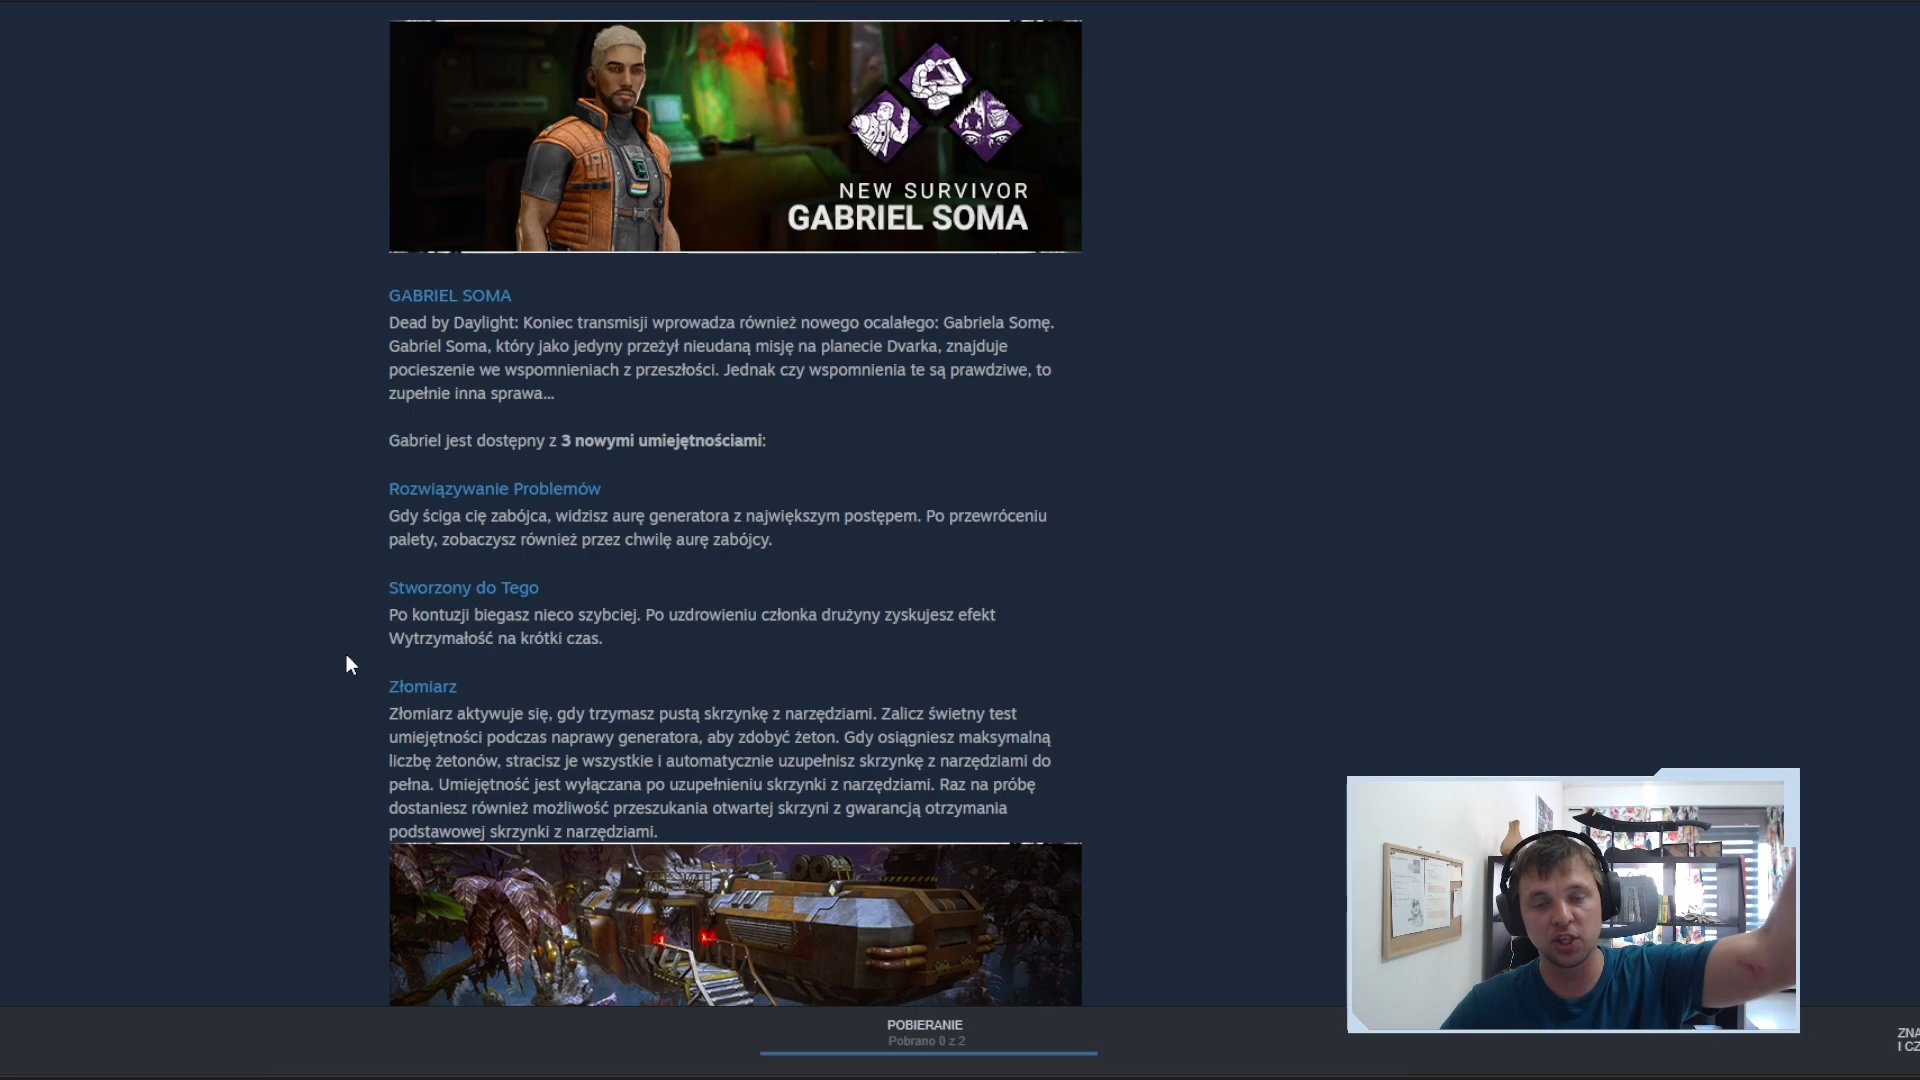 NEW SURVIVOR
GABRIEL SOMA
GABRIEL SOMA
Dead by Daylight: Koniec transmisji wprowadza również nowego ocalałego: Gabriela Somę.
Gabriel Soma, który jako jedyny przeżył nieudaną misję na planecie Dvarka, znajduje
pocieszenie we wspomnieniach z przeszłości. Jednak czy wspomnienia te są prawdziwe, to
zupełnie inna sprawa...
Gabriel jest dostępny z 3 nowymi umiejętnościami:
Rozwiązywanie Problemów
Gdy ściga cię zabójca, widzisz aurę generatora z największym postępem. Po przewróceniu
palety, zobaczysz również przez chwilę aurę zabójcy.
Stworzony do Tego
Po kontuzji biegasz nieco szybciej. Po uzdrowieniu członka drużyny zyskujesz efekt
Wytrzymałość na krótki czas.
Złomiarz
Złomiarz aktywuje się, gdy trzymasz pustą skrzynkę z narzędziami. Zalicz świetny test
umiejętności podczas naprawy generatora, aby zdobyć żeton. Gdy osiągniesz maksymalną
liczbę żetonów, stracisz je wszystkie i automatycznie uzupełnisz skrzynkę z narzędziami do
pełna. Umiejętność jest wyłączana po uzupełnieniu skrzynki z narzędziami. Raz na próbę
dostaniesz również możliwość przeszukania otwartej skrzyni z gwarancją otrzymania
podstawowej skrzynki z narzędziami.
POBIERANIE
Pobrano 0 z 2
ZNA
I CZ